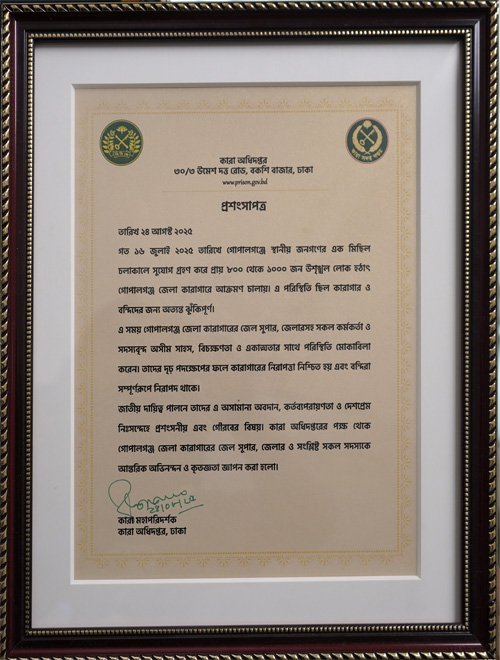 কারা অধিদপ্তর
৩০/৩ উমেশ দত্ত রোড, বকশি বাজার, ঢাকা
www.prison.gov.bd
প্রশংসাপত্র
তারিখ ২৪ আগস্ট ২০২৫
গত ১৬ জুলাই ২০২৫ তারিখে গোপালগঞ্জে স্থানীয় জনগণের এক মিছিল
চলাকালে সুযোগ গ্রহণ করে প্রায় ৮০০ থেকে ১০০০ জন উশৃঙ্খল লোক হঠাৎ
গোপালগঞ্জ জেলা কারাগারে আক্রমণ চালায়। এ পরিস্থিতি ছিল কারাগার ও
বন্দিদের জন্য অত্যন্ত ঝুঁকিপূর্ণ।
এ সময় গোপালগঞ্জ জেলা কারাগারের জেল সুপার, জেলারসহ সকল কর্মকর্তা ও
সদস্যবৃন্দ অসীম সাহস, বিচক্ষণতা ও একাত্মতার সাথে পরিস্থিতি মোকাবিলা
করেন। তাদের দৃঢ় পদক্ষেপের ফলে কারাগারের নিরাপত্তা নিশ্চিত হয় এবং বন্দিরা
সম্পূর্ণরূপে নিরাপদ থাকে।
জাতীয় দায়িত্ব পালনে তাদের এ অসামান্য অবদান, কর্তব্যপরায়ণতা ও দেশপ্রেম
নিঃসন্দেহে প্রশংসনীয় এবং গৌরবের বিষয়। কারা অধিদপ্তরের পক্ষ থেকে
গোপালগঞ্জ জেলা কারাগারের জেল সুপার, জেলার ও সংশ্লিষ্ট সকল সদস্যকে
আন্তরিক অভিনন্দন ও কৃতজ্ঞতা জ্ঞাপন করা হলো।
কারা মহাপরিদর্শক
কারা অধিদপ্তর, ঢাকা